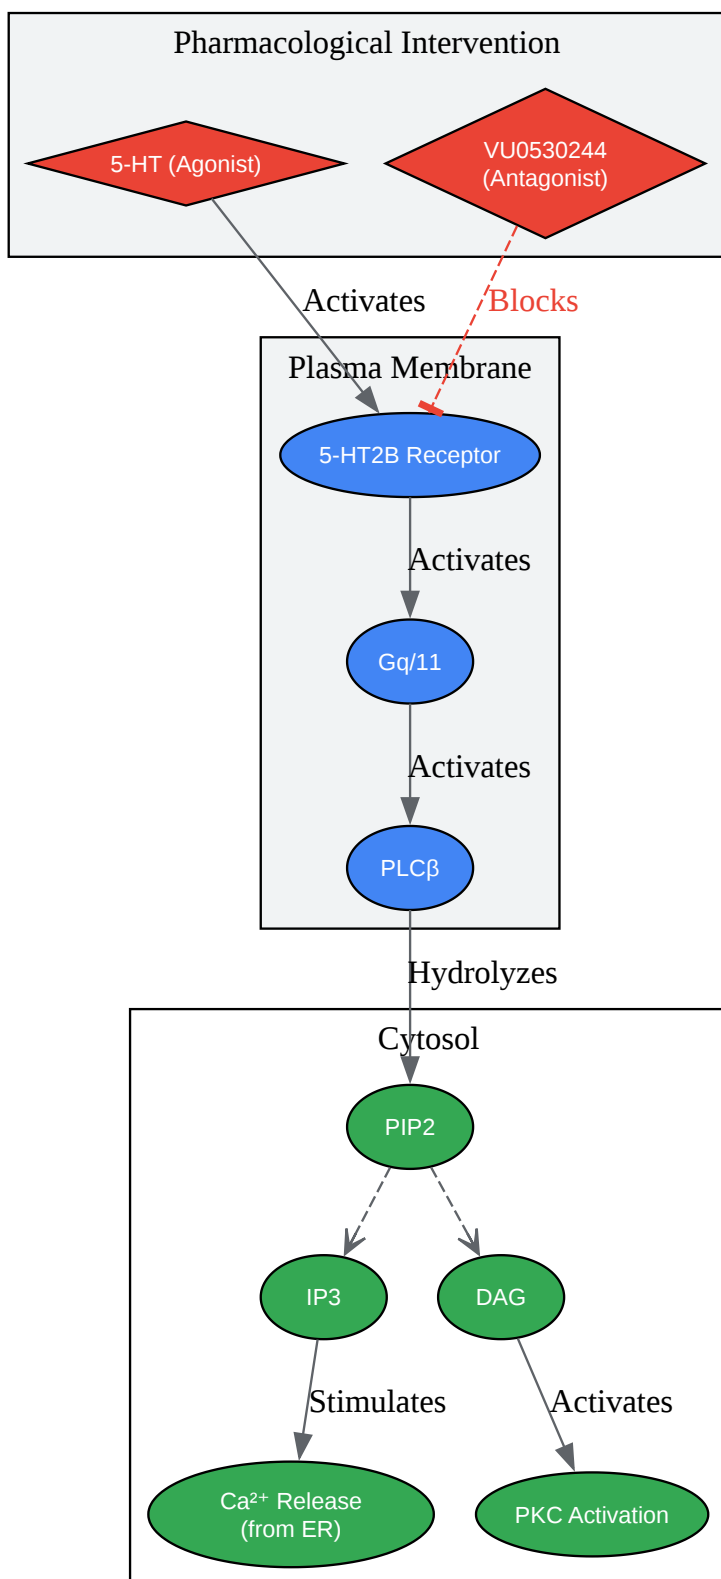 Pharmacological Intervention
5-HT (Agonist)
VU0530244
(Antagonist)
Activates
Blocks
Plasma Membrane
5-HT2B Receptor
Activates
Gq/11
Activates
PLCβ
Hydrolyzes
Cytosol
PIP2
IP3
DAG
Stimulates
Activates
Ca²⁺ Release
(from ER)
PKC Activation